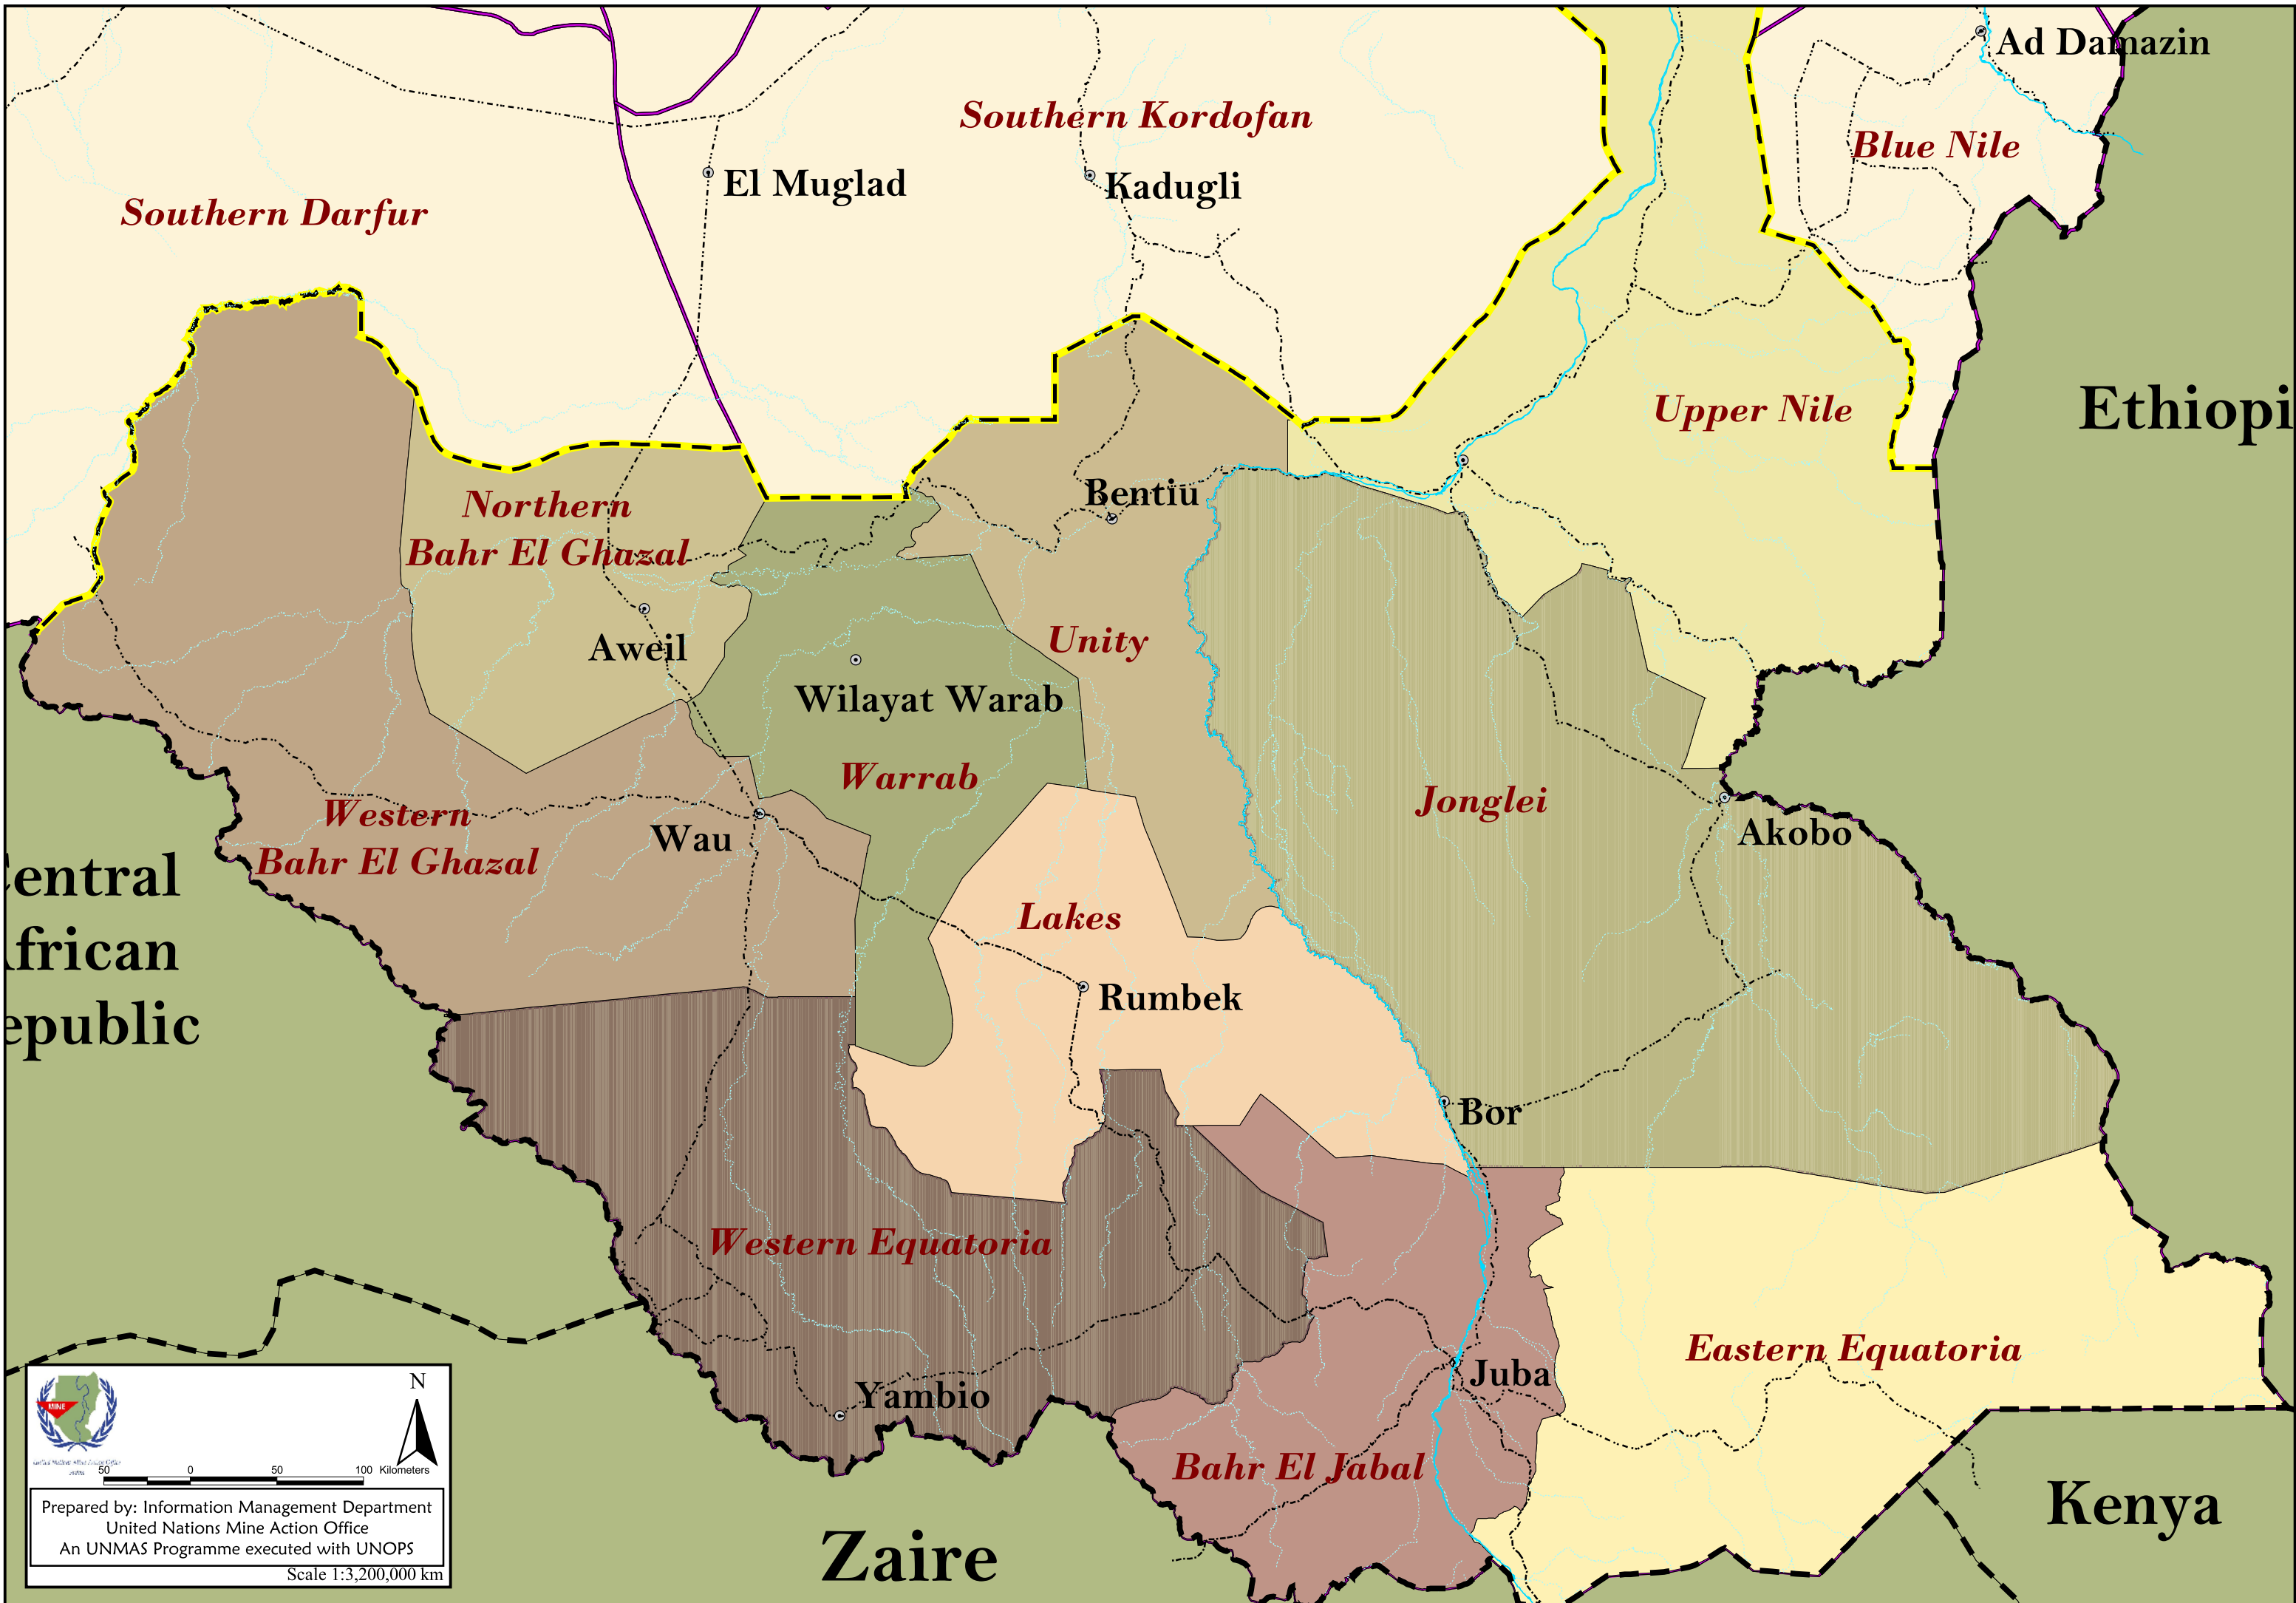 Ad Damazin
Southern Kordofan
Blue Nile
El Muglad
Kadugli
Southern Darfur
Ethiopi
Upper Nile
Northern
Bahr El Ghazal
Bentiu
Aweil
Unity
Wilayat Warab
Warrab
Jonglei
Western
Bahr El Ghazal
Wau
Akobo
entral
frican
epublic
Lakes
Rumbek
Bor
Western Equatoria
Eastern Equatoria
Juba
Yambio
Bahr El Jabal
Kenya
Zaire
N
MINE
50 0 50 100 Kilometers
Prepared by: Information Management Department
United Nations Mine Action Office
An UNMAS Programme executed with UNOPS
Scale 1:3,200,000 km